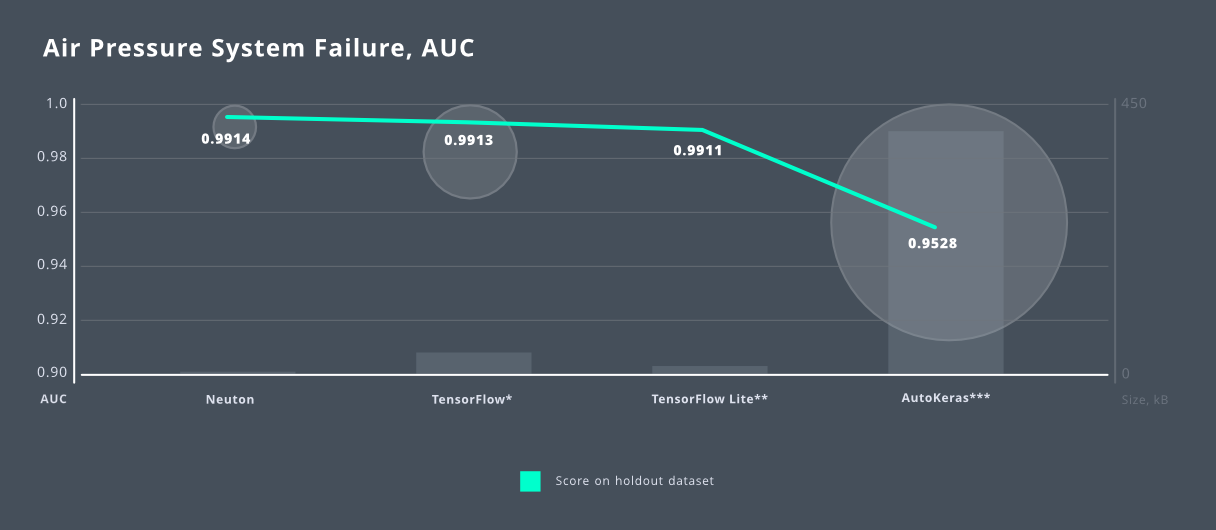 Air Pressure System Failure, AUC
1.0
450
0.9914
0.9913
0.9911
0.98
0.96
0.9528
0.94
0.92
0.90
0
AUC
Neuton
TensorFlow*
TensorFlow Lite**
AutoKeras***
Size, kB
Score on holdout dataset